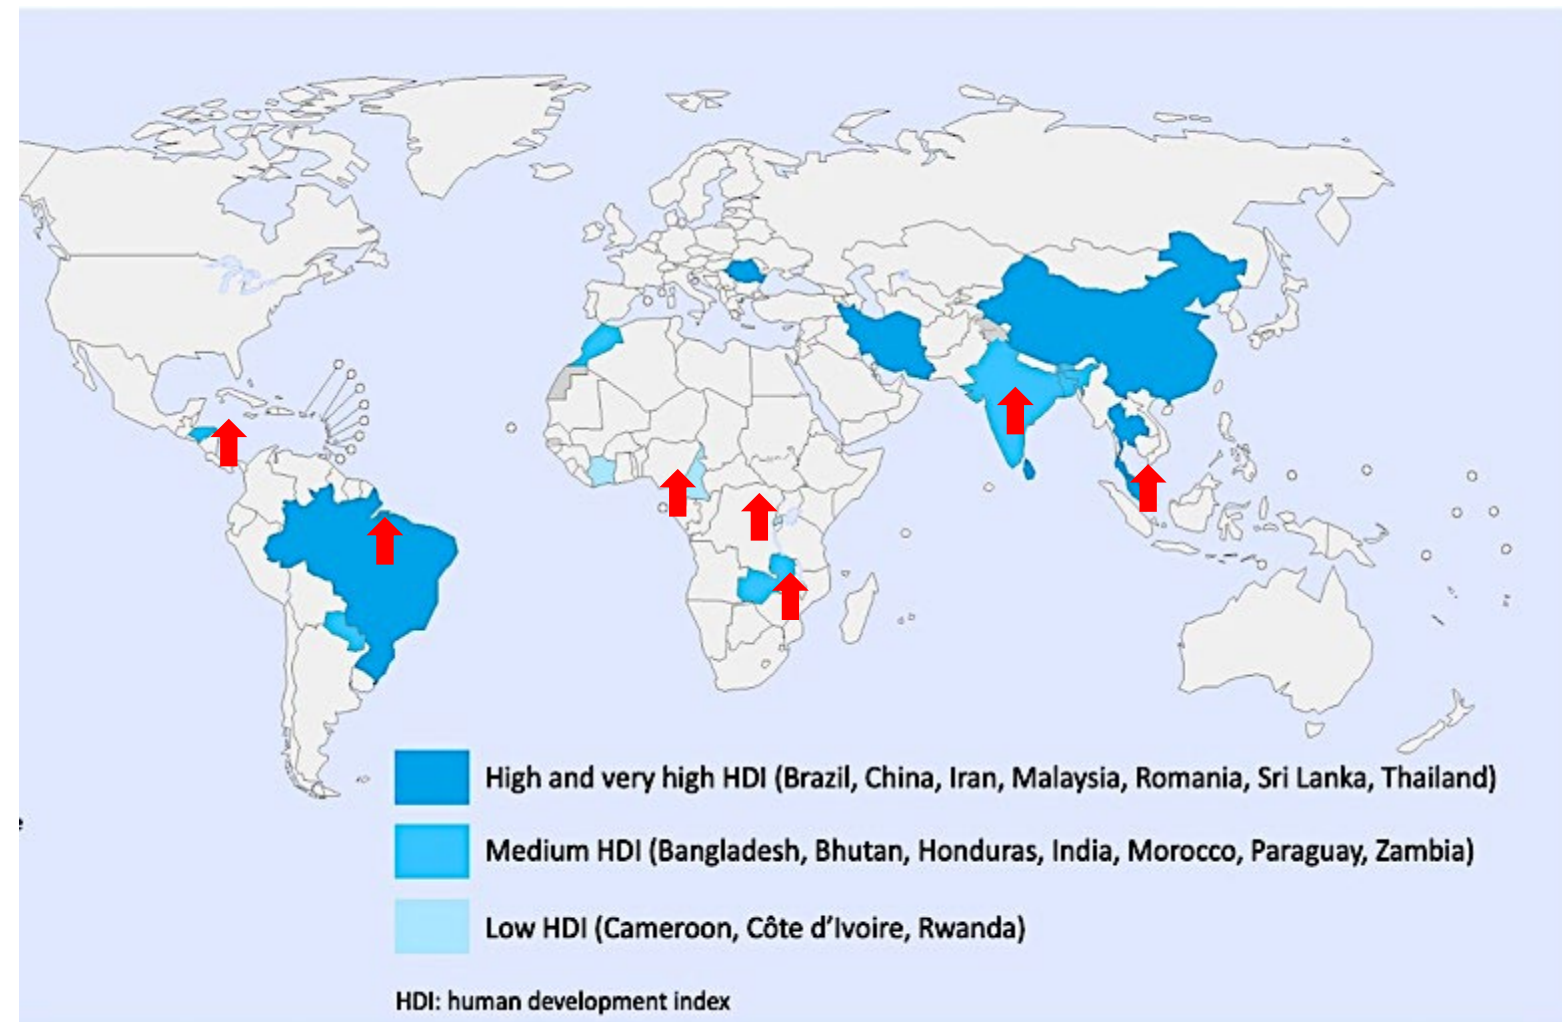 High and very high HDI (Brazil, China, Iran, Malaysia, Romania, Sri Lanka, Thailand)
Medium HDI (Bangladesh, Bhutan, Honduras, India, Morocco, Paraguay, Zambia)
Low HDI (Cameroon, Côte d’Ivoire, Rwanda)
HDI: human development index